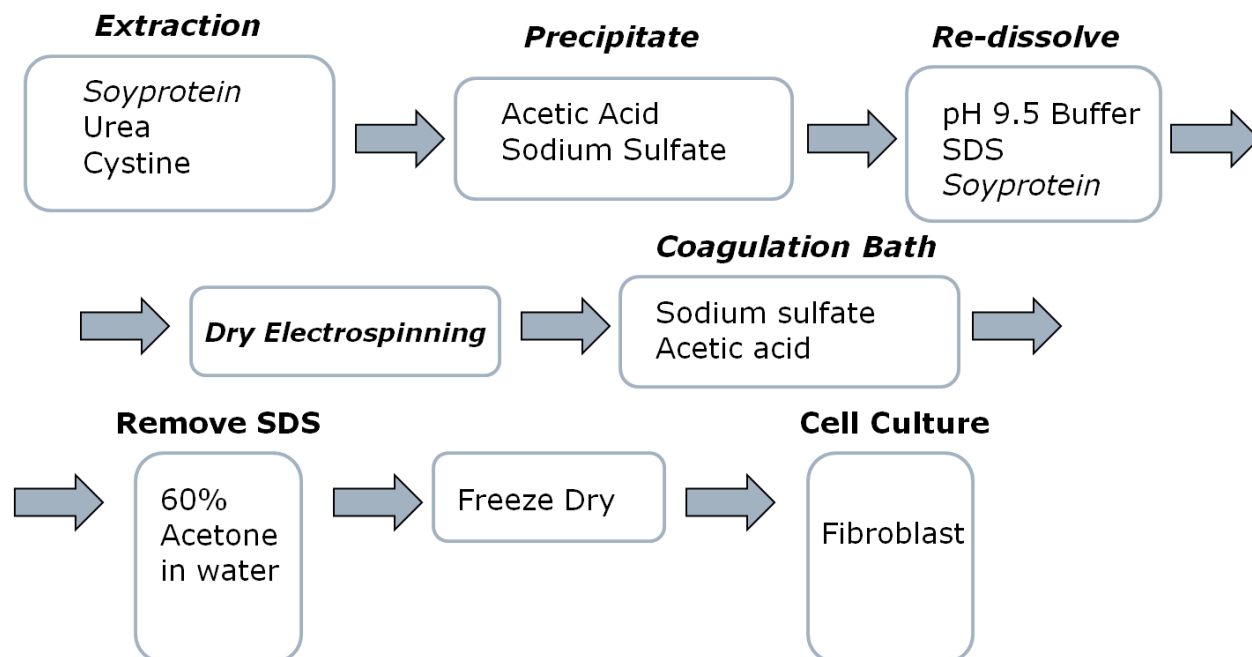 Extraction
Soyprotein
Urea
Cystine
Precipitate
Acetic Acid
Sodium Sulfate
Re-dissolve
pH 9.5 Buffer
SDS
Soyprotein
Dry Electrospinning
Coagulation Bath
Sodium sulfate
Acetic acid
Remove SDS
60%
Acetone
in water
Freeze Dry
Cell Culture
Fibroblast